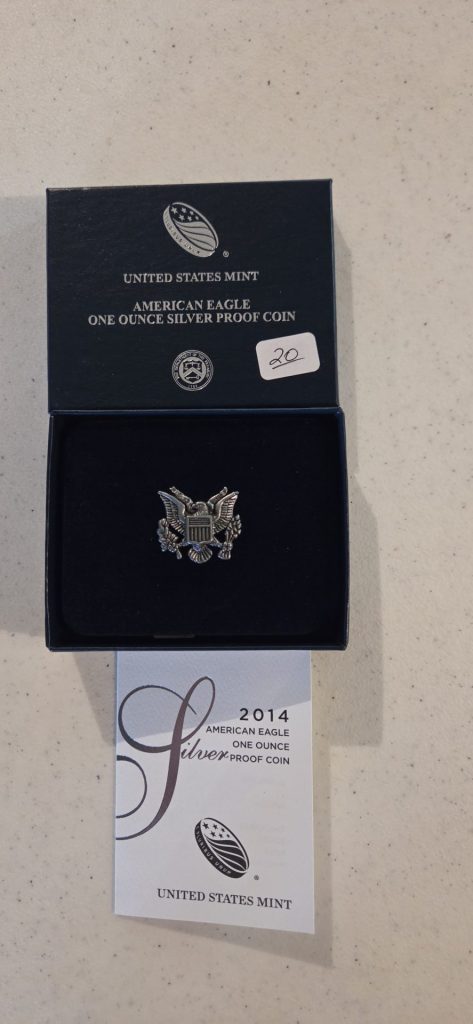 ®
UNITED STATES MINT
AMERICAN EAGLE
ONE OUNCE SILVER PROOF COIN
20
2014
AMERICAN EAGLE
ONE OUNCE
Silver PROOF COIN
®
UNITED STATES MINT